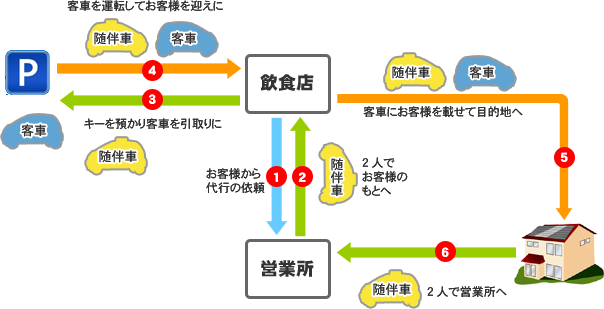 客車を運転してお客様を迎えに
随伴車
客車
P
4
飲食店
随伴車
客車
3
客車にお客様を載せて目的地へ
客車
キーを預かり客車を引取りに
随伴車
5
お客様から
代行の依頼
1
2
随伴車
2人で
お客様の
もとへ
営業所
6
随伴車
2人で営業所へ